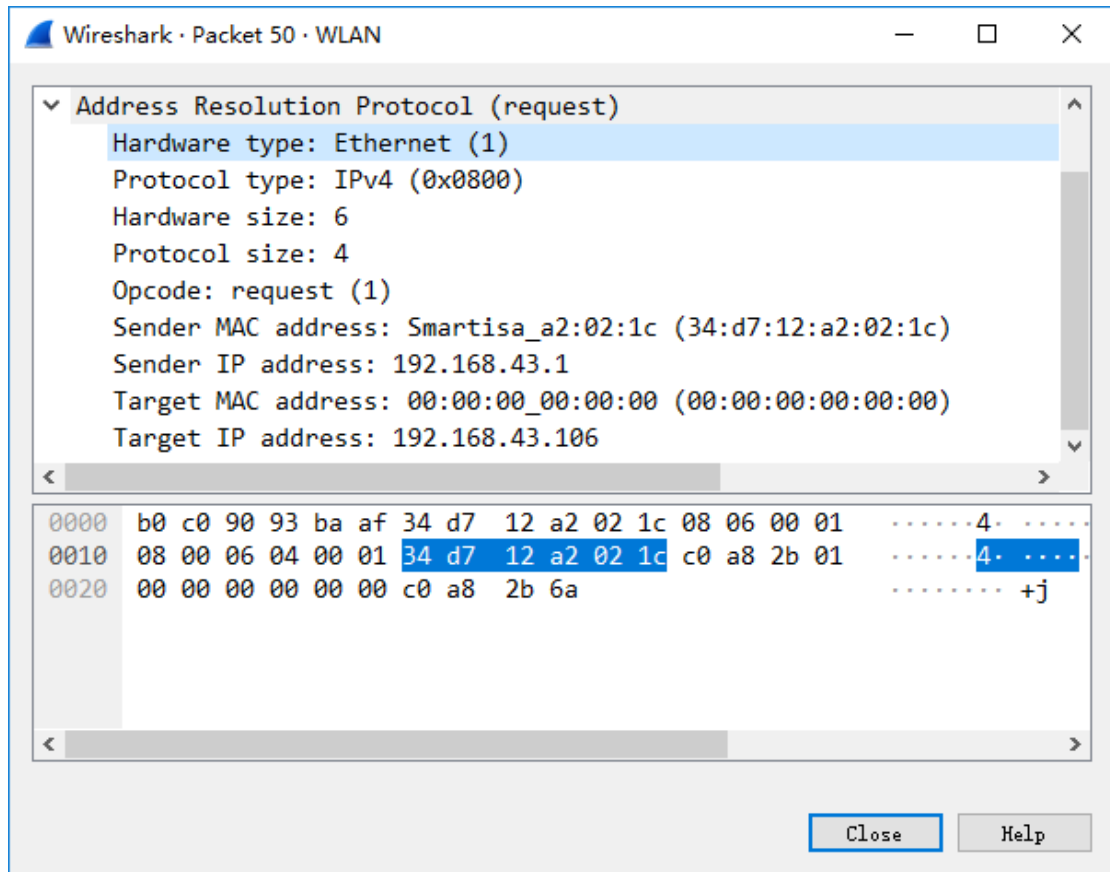 Wireshark · Packet 50 · WLAN
Address Resolution Protocol (request)
Hardware type: Ethernet (1)
Protocol type: IPv4 (0x0800)
Hardware size: 6
Protocol size: 4
Opcode: request (1)
Sender MAC address: Smartisa_a2:02:1c (34:d7:12:a2:02:1c)
Sender IP address: 192.168.43.1
Target MAC address: 00:00:00_00:00:00 (00:00:00:00:00:00)
Target IP address: 192.168.43.106
0000 b0 c0 90 93 ba af 34 d7 12 a2 02 1c 08 06 00 01 ······4· ·····
0010 08 00 06 04 00 01 34 d7 12 a2 02 1c c0 a8 2b 01 ······4· ·····
0020 00 00 00 00 00 00 c0 a8 2b 6a ········ +j
Close Help